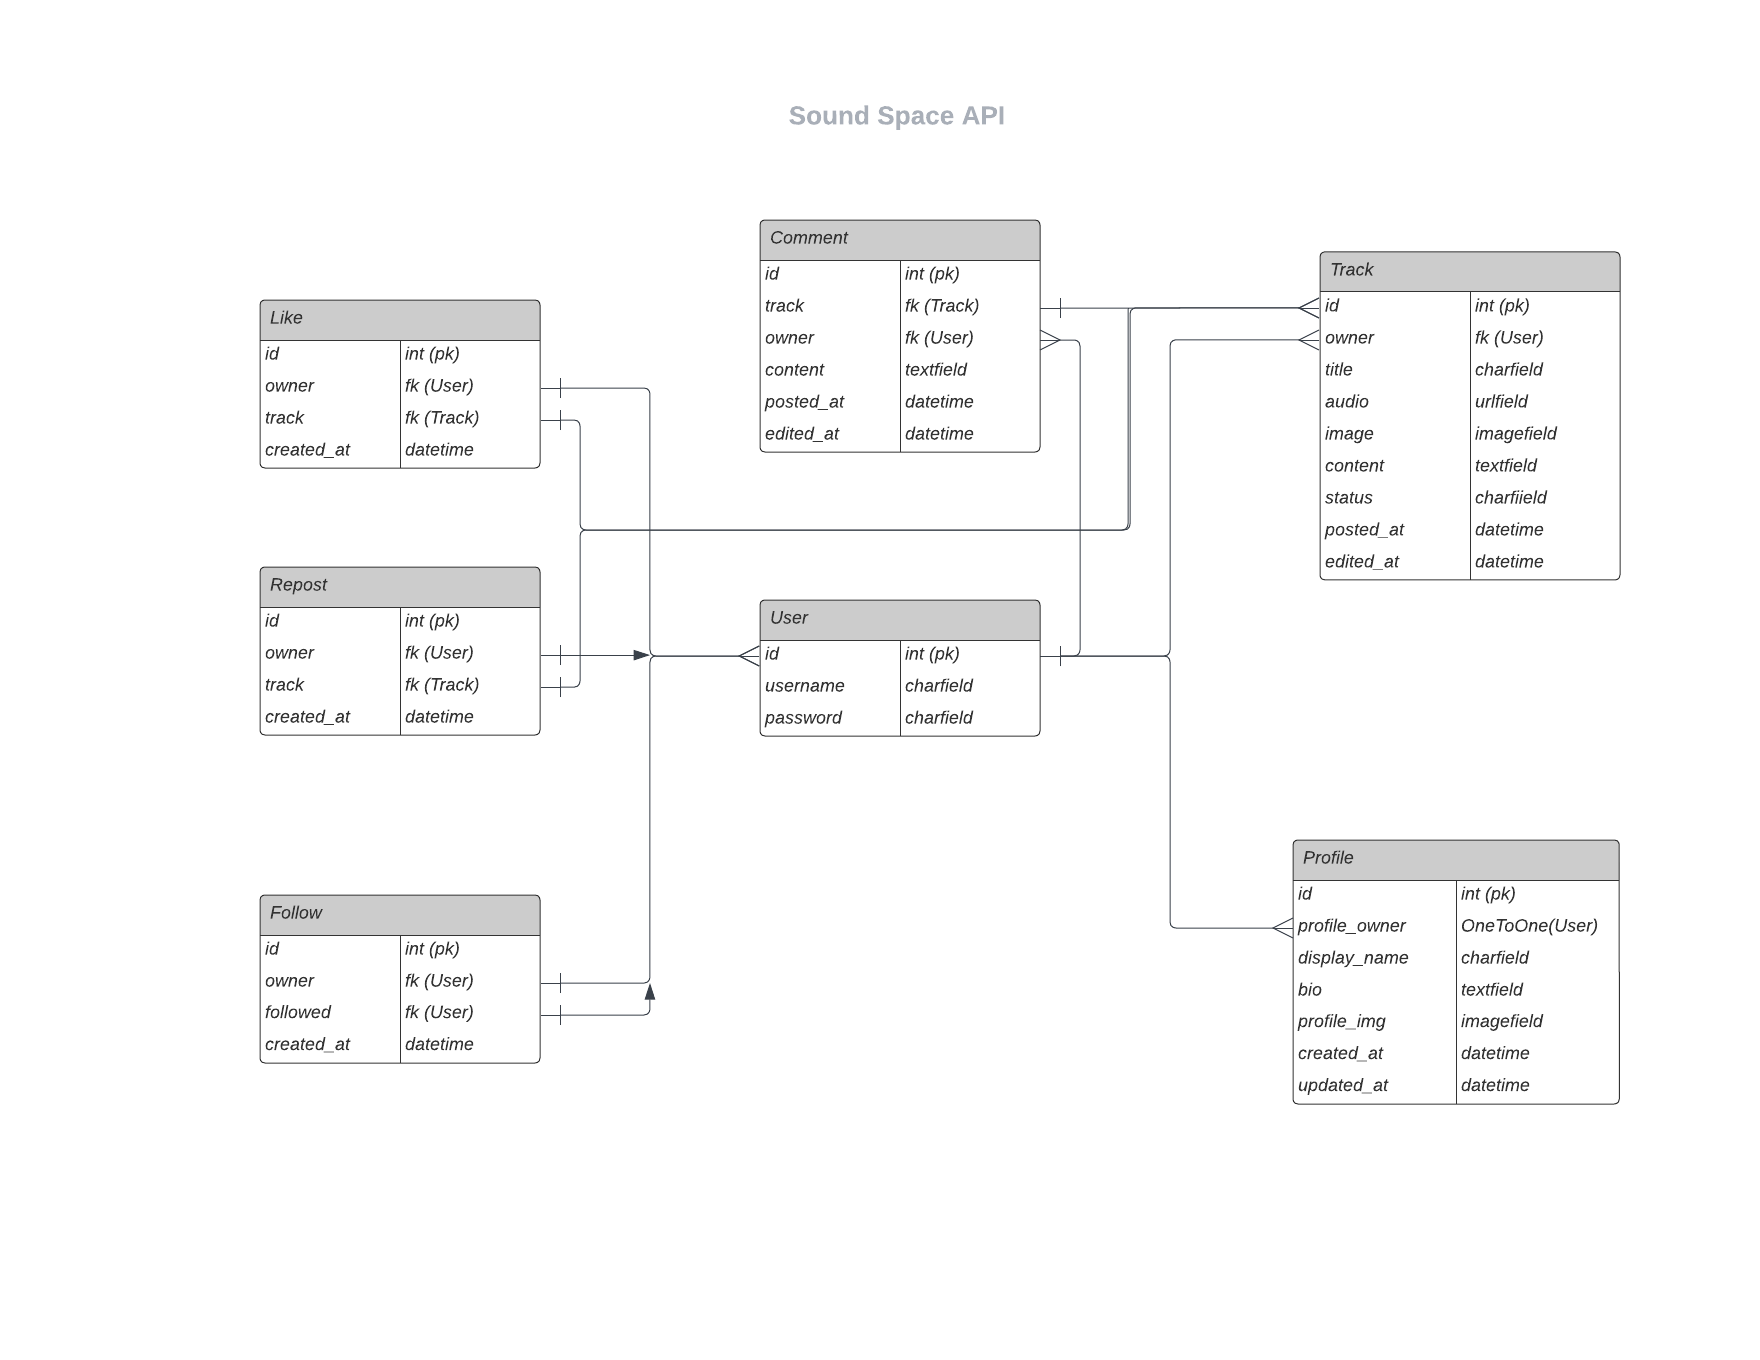 Sound Space API
Comment
id int (pk)
track fk (Track)
owner fk (User)
content textfield
posted_at datetime
edited_at datetime
Track
id int (pk)
owner fk (User)
title charfield
audio urlfield
image imagefield
content textfield
status charfiield
posted_at datetime
edited_at datetime
Like
id int (pk)
owner fk (User)
track fk (Track)
created_at datetime
Repost
id int (pk)
owner fk (User)
track fk (Track)
created_at datetime
User
id int (pk)
username charfield
password charfield
Profile
id int (pk)
profile_owner OneToOne(User)
display_name charfield
bio textfield
profile_img imagefield
created_at datetime
updated_at datetime
Follow
id int (pk)
owner fk (User)
followed fk (User)
created_at datetime